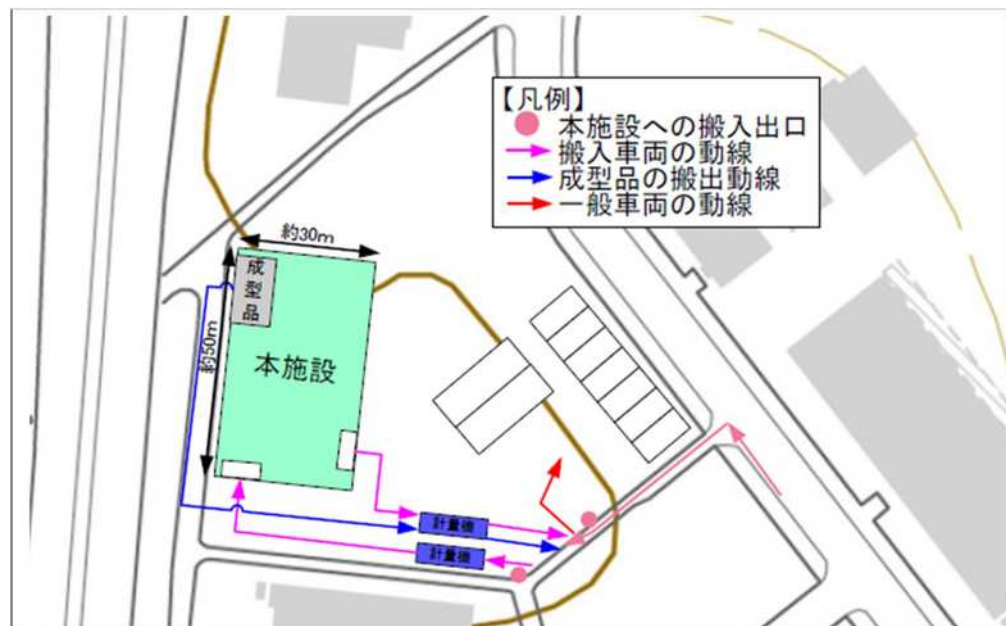 【凡例】
本施設への搬入出口
搬入車両の動線
成型品の搬出動線
一般車両の動線
約30m
成型品
約50m
本施設
計量機
計量機